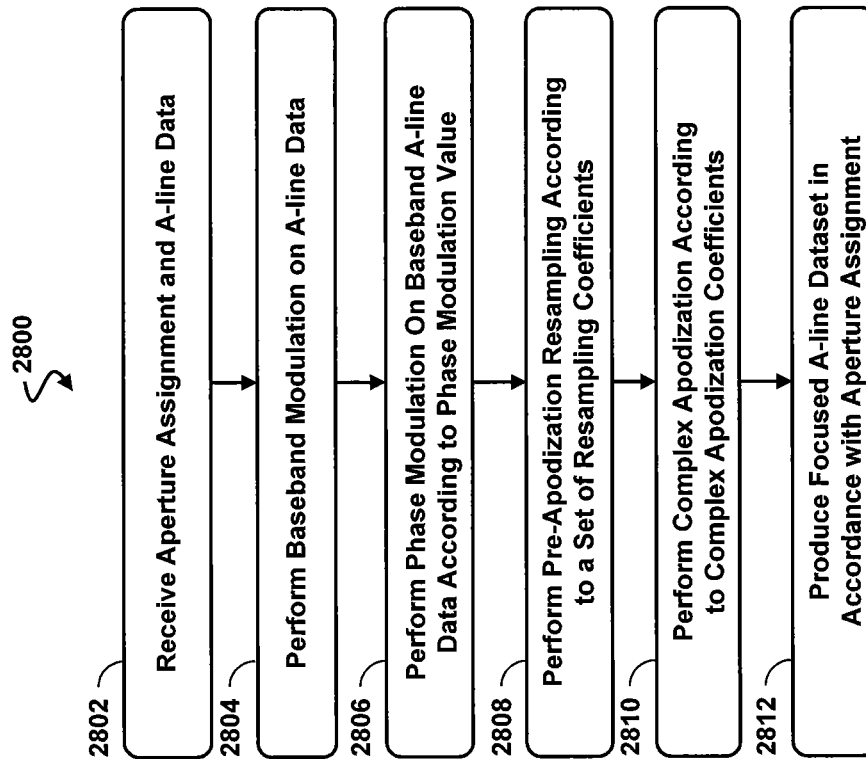 2800
2802
Receive Aperture Assignment and A-line Data
2804
Perform Baseband Modulation on A-line Data
2806
Perform Phase Modulation On Baseband A-line
Data According to Phase Modulation Value
2808
Perform Pre-Apodization Resampling According
to a Set of Resampling Coefficients
2810
Perform Complex Apodization According
to Complex Apodization Coefficients
2812
Produce Focused A-line Dataset in
Accordance with Aperture Assignment